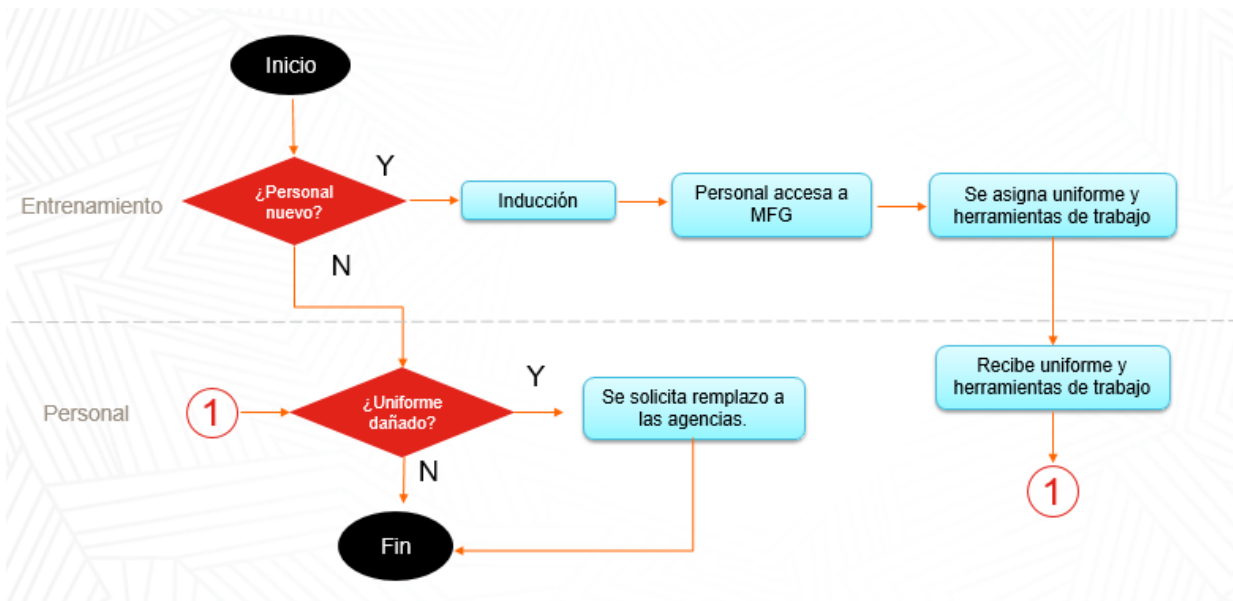 Inicio
¿Personal
nuevo?
Y
Inducción
Personal accesa a
MFG
Se asigna uniforme y
herramientas de trabajo
Entrenamiento
N
Recibe uniforme y
herramientas de trabajo
Personal
1
¿Uniforme
dañado?
Y
Se solicita remplazo a
las agencias.
N
1
Fin